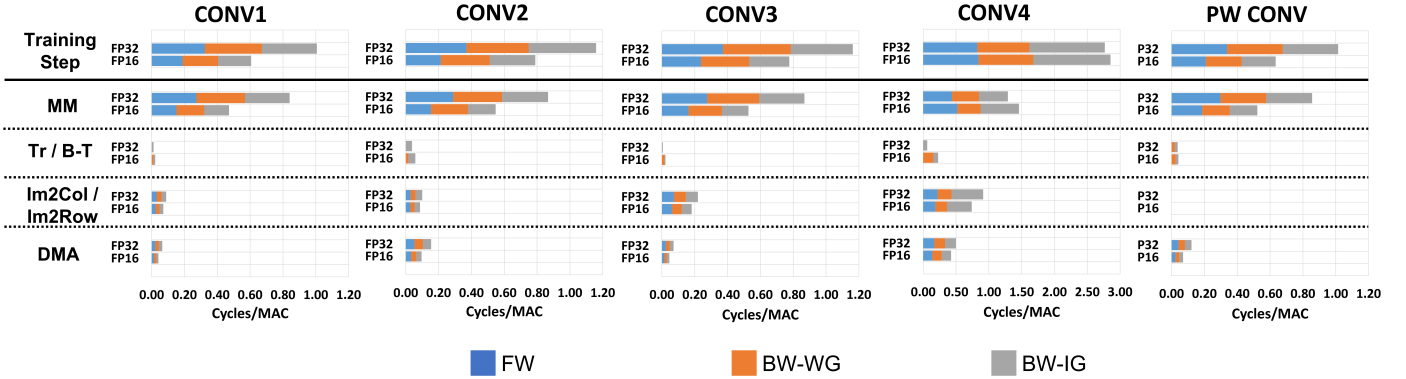 CONV1 CONV2 CONV3 CONV4 PW CONV
Training Step
FP32 FP32 FP32 FP32 P32
FP16 FP16 FP16 FP16 P16
MM
FP32 FP32 FP32 FP32 P32
FP16 FP16 FP16 FP16 P16
Tr / B-T
FP32 FP32 FP32 FP32 P32
FP16 FP16 FP16 FP16 P16
Im2Col /
Im2Row
FP32 FP32 FP32 FP32 P32
FP16 FP16 FP16 FP16 P16
DMA
FP32 FP32 FP32 FP32 P32
FP16 FP16 FP16 FP16 P16
0.00 0.20 0.40 0.60 0.80 1.00 1.20 0.00 0.20 0.40 0.60 0.80 1.00 1.20 0.00 0.20 0.40 0.60 0.80 1.00 1.20 0.00 0.50 1.00 1.50 2.00 2.50 3.00 0.00 0.20 0.40 0.60 0.80 1.00 1.20
Cycles/MAC Cycles/MAC Cycles/MAC Cycles/MAC Cycles/MAC
FW BW-WG BW-IG